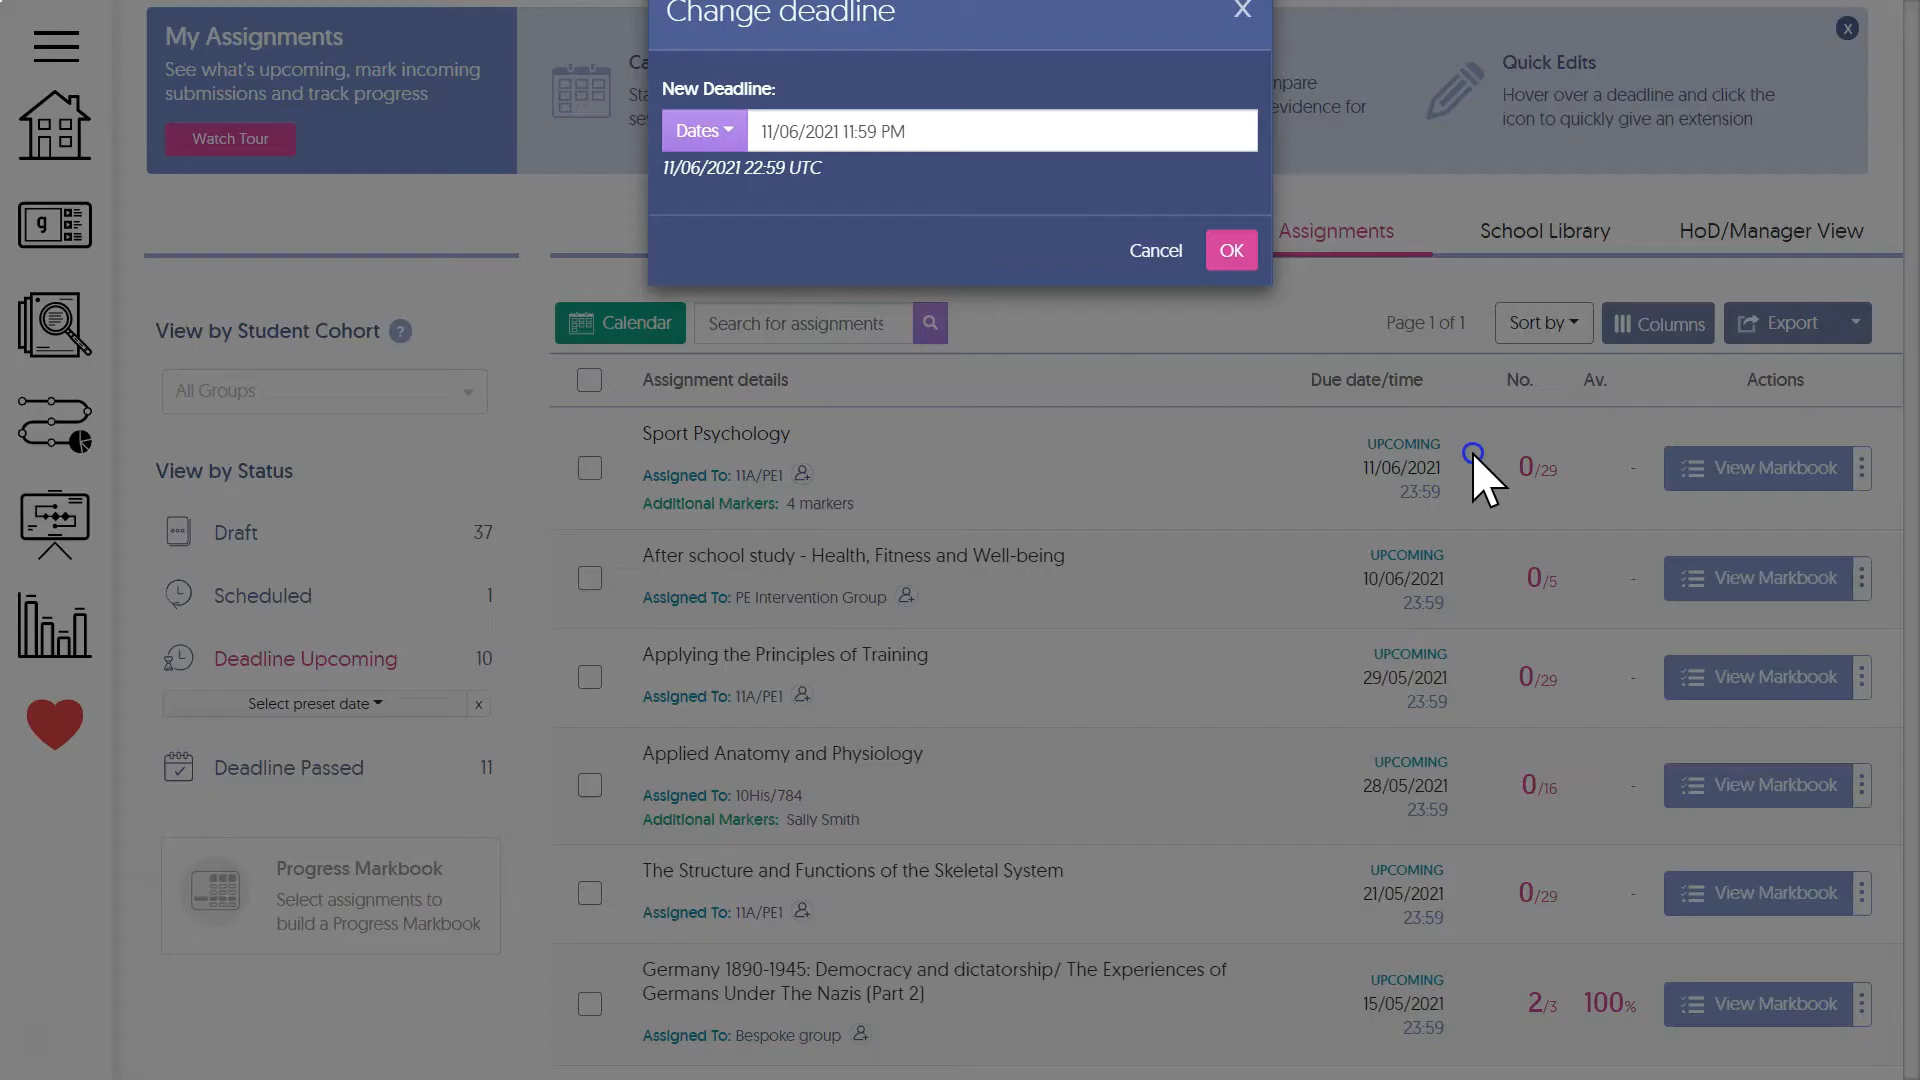 Change deadline
X
New Deadline:
Dates
11/06/2021 11:59 PM
11/06/2021 22:59 UTC
Cancel
OK
My Assignments
See what's upcoming, mark incoming
submissions and track progress
Watch Tour
evidence for
Quick Edits
Hover over a deadline and click the
icon to quickly give an extension
x
g
Assignments
School Library
HoD/Manager View
View by Student Cohort ?
All Groups
View by Status
Draft 37
Scheduled 1
Deadline Upcoming 10
Select preset date x
Deadline Passed 11
Progress Markbook
Select assignments to
build a Progress Markbook
Calendar
Search for assignments
Page 1 of 1
Sort by
Columns
Export
Assignment details Due date/time No. Av. Actions
Sport Psychology
Assigned To: 11A/PE1
Additional Markers: 4 markers
UPCOMING
11/06/2021
23:59
0/29
-
View Markbook
After school study - Health, Fitness and Well-being
Assigned To: PE Intervention Group
UPCOMING
10/06/2021
23:59
0/5
-
View Markbook
Applying the Principles of Training
Assigned To: 11A/PE1
UPCOMING
29/05/2021
23:59
0/29
-
View Markbook
Applied Anatomy and Physiology
Assigned To: 10His/784
Additional Markers: Sally Smith
UPCOMING
28/05/2021
23:59
0/16
-
View Markbook
The Structure and Functions of the Skeletal System
Assigned To: 11A/PE1
UPCOMING
21/05/2021
23:59
0/29
-
View Markbook
Germany 1890-1945: Democracy and dictatorship/ The Experiences of
Germans Under The Nazis (Part 2)
Assigned To: Bespoke group
UPCOMING
15/05/2021
23:59
2/3
100%
View Markbook